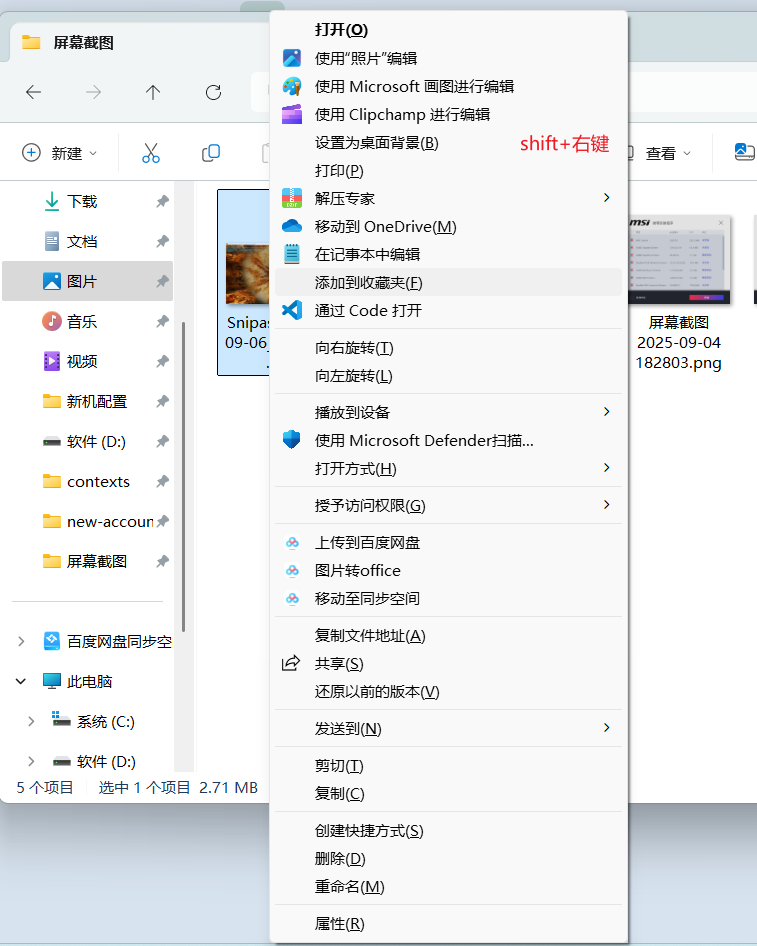 屏幕截图
新建
查看
下载
文档
图片
音乐
视频
新机配置
软件 (D:)
contexts
new-accoun
屏幕截图
百度网盘同步空
此电脑
系统 (C:)
软件 (D:)
5 个项目
选中 1 个项目
2.71 MB
Snipas
09-06_
打开(O)
使用“照片”编辑
使用 Microsoft 画图进行编辑
使用 Clipchamp 进行编辑
设置为桌面背景(B)
shift+右键
打印(P)
解压专家
移动到 OneDrive(M)
在记事本中编辑
添加到收藏夹(F)
通过 Code 打开
向右旋转(T)
向左旋转(L)
播放到设备
使用 Microsoft Defender扫描...
打开方式(H)
授予访问权限(G)
上传到百度网盘
图片转office
移动至同步空间
复制文件地址(A)
共享(S)
还原以前的版本(V)
发送到(N)
剪切(T)
复制(C)
创建快捷方式(S)
删除(D)
重命名(M)
属性(R)
msi
屏幕截图
2025-09-04
182803.png